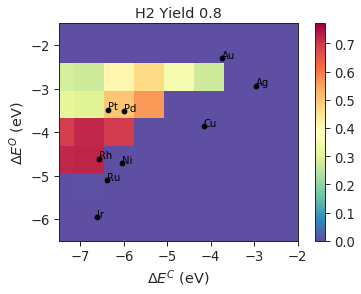 H2 Yield 0.8
ΔE^O (eV)
−2
−3
−4
−5
−6
Au
Ag
Pt
Pd
Cu
Rh
Ni
Ru
Ir
−7 −6 −5 −4 −3 −2
ΔE^C (eV)
0.7
0.6
0.5
0.4
0.3
0.2
0.1
0.0